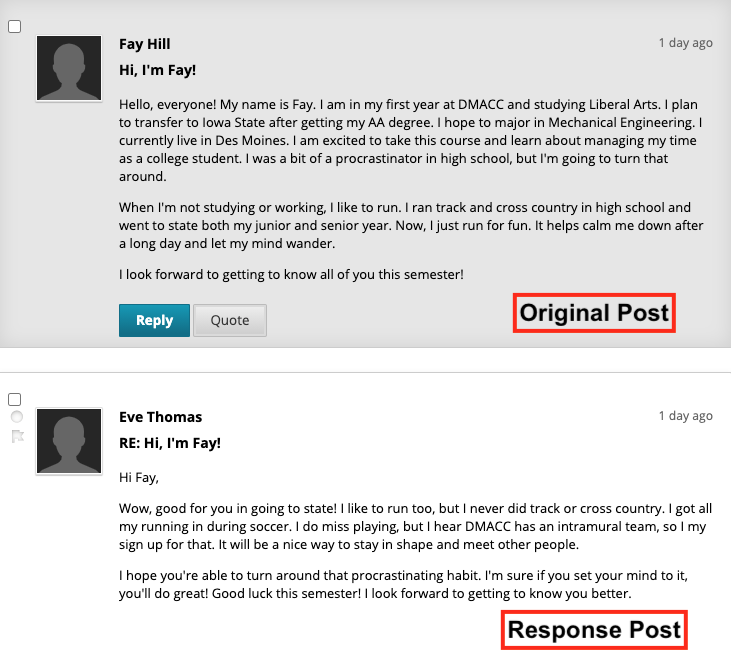 Fay Hill
1 day ago
Hi, I'm Fay!
Hello, everyone! My name is Fay. I am in my first year at DMACC and studying Liberal Arts. I plan
to transfer to Iowa State after getting my AA degree. I hope to major in Mechanical Engineering. I
currently live in Des Moines. I am excited to take this course and learn about managing my time
as a college student. I was a bit of a procrastinator in high school, but I'm going to turn that
around.
When I'm not studying or working, I like to run. I ran track and cross country in high school and
went to state both my junior and senior year. Now, I just run for fun. It helps calm me down after
a long day and let my mind wander.
I look forward to getting to know all of you this semester!
Reply
Quote
Original Post
Eve Thomas
1 day ago
RE: Hi, I'm Fay!
Hi Fay,
Wow, good for you in going to state! I like to run too, but I never did track or cross country. I got all
my running in during soccer. I do miss playing, but I hear DMACC has an intramural team, so I my
sign up for that. It will be a nice way to stay in shape and meet other people.
I hope you're able to turn around that procrastinating habit. I'm sure if you set your mind to it,
you'll do great! Good luck this semester! I look forward to getting to know you better.
Response Post